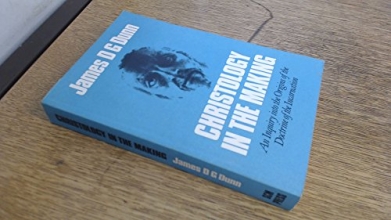 James D G Dunn
CHRISTOLOGY
IN THE MAKING
An Inquiry into the Origins of the
Doctrine of the Incarnation
CHRISTOLOGY IN THE MAKING James D G Dunn